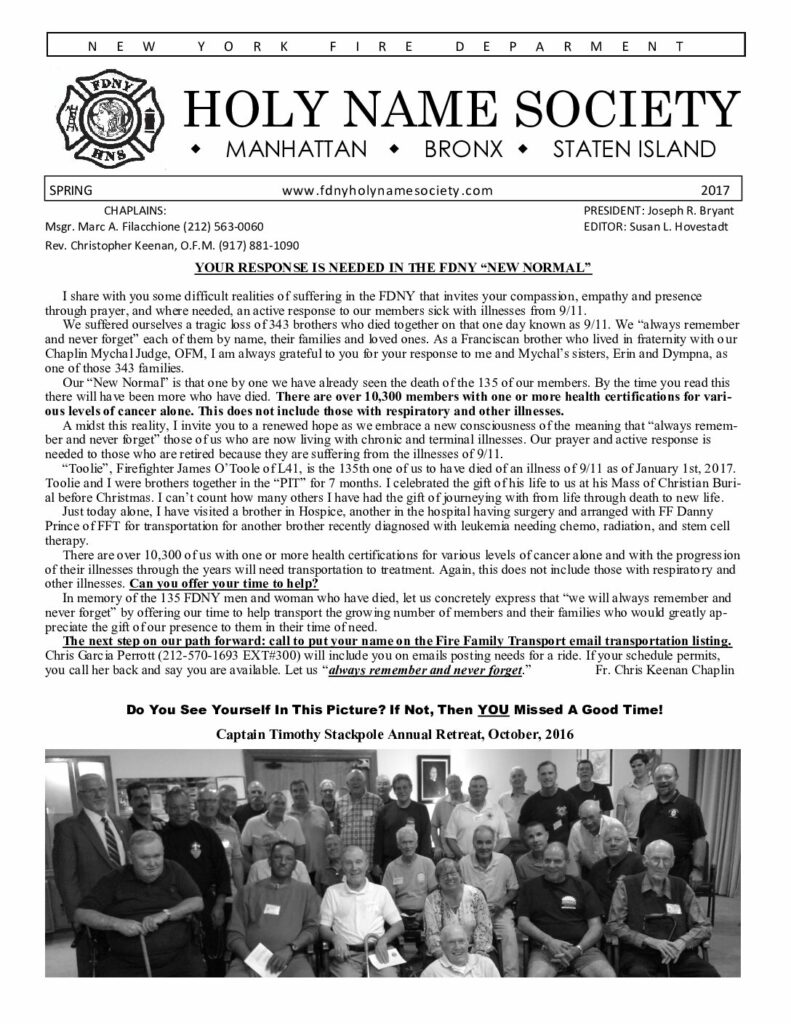 NEW YORK FIRE DEPARMENT
FDNY
HNS
HOLY NAME SOCIETY
◆ MANHATTAN ◆ BRONX ◆ STATEN ISLAND
SPRING www.fdnyholynamesociety.com 2017
CHAPLAINS:
Msgr. Marc A. Filacchione (212) 563-0060
Rev. Christopher Keenan, O.F.M. (917) 881-1090
PRESIDENT: Joseph R. Bryant
EDITOR: Susan L. Hovestadt
YOUR RESPONSE IS NEEDED IN THE FDNY “NEW NORMAL”
I share with you some difficult realities of suffering in the FDNY that invites your compassion, empathy and presence
through prayer, and where needed, an active response to our members sick with illnesses from 9/11.
We suffered ourselves a tragic loss of 343 brothers who died together on that one day known as 9/11. We “always remember
and never forget” each of them by name, their families and loved ones. As a Franciscan brother who lived in fraternity with our
Chaplin Mychal Judge, OFM, I am always grateful to you for your response to me and Mychal’s sisters, Erin and Dympna, as
one of those 343 families.
Our “New Normal” is that one by one we have already seen the death of the 135 of our members. By the time you read this
there will have been more who have died. There are over 10,300 members with one or more health certifications for vari-
ous levels of cancer alone. This does not include those with respiratory and other illnesses.
A midst this reality, I invite you to a renewed hope as we embrace a new consciousness of the meaning that “always remem-
ber and never forget” those of us who are now living with chronic and terminal illnesses. Our prayer and active response is
needed to those who are retired because they are suffering from the illnesses of 9/11.
“Toolie”, Firefighter James O’Toole of L41, is the 135th one of us to have died of an illness of 9/11 as of January 1st, 2017.
Toolie and I were brothers together in the “PIT” for 7 months. I celebrated the gift of his life to us at his Mass of Christian Buri-
al before Christmas. I can’t count how many others I have had the gift of journeying with from life through death to new life.
Just today alone, I have visited a brother in Hospice, another in the hospital having surgery and arranged with FF Danny
Prince of FFT for transportation for another brother recently diagnosed with leukemia needing chemo, radiation, and stem cell
therapy.
There are over 10,300 of us with one or more health certifications for various levels of cancer alone and with the progression
of their illnesses through the years will need transportation to treatment. Again, this does not include those with respiratory and
other illnesses. Can you offer your time to help?
In memory of the 135 FDNY men and woman who have died, let us concretely express that “we will always remember and
never forget” by offering our time to help transport the growing number of members and their families who would greatly ap-
preciate the gift of our presence to them in their time of need.
The next step on our path forward: call to put your name on the Fire Family Transport email transportation listing.
Chris Garcia Perrott (212-570-1693 EXT#300) will include you on emails posting needs for a ride. If your schedule permits,
you call her back and say you are available. Let us “always remember and never forget.” Fr. Chris Keenan Chaplin
Do You See Yourself In This Picture? If Not, Then YOU Missed A Good Time!
Captain Timothy Stackpole Annual Retreat, October, 2016